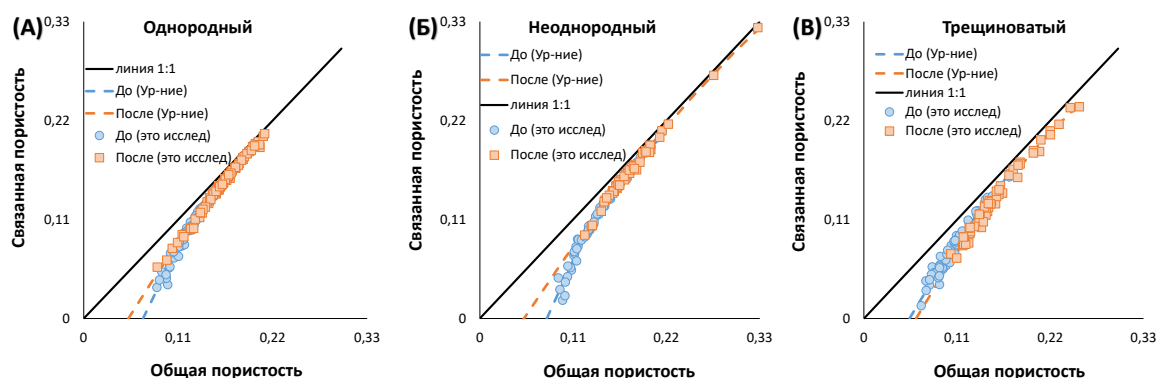 (А)
Однородный
0,33
0,22
0,11
0
0
0,11
0,22
0,33
Связанная пористость
Общая пористость
линия 1:1
До (Ур-ние)
После (Ур-ние)
До (это исслед)
После (это исслед)
(Б)
Неоднородный
0,33
0,22
0,11
0
0
0,11
0,22
0,33
Связанная пористость
Общая пористость
До (Ур-ние)
После (Ур-ние)
линия 1:1
До (это исслед)
После (это исслед)
(В)
Трещиноватый
0,33
0,22
0,11
0
0
0,11
0,22
0,33
Связанная пористость
Общая пористость
До (Ур-ние)
После (Ур-ние)
линия 1:1
До (это исслед)
После (это исслед)